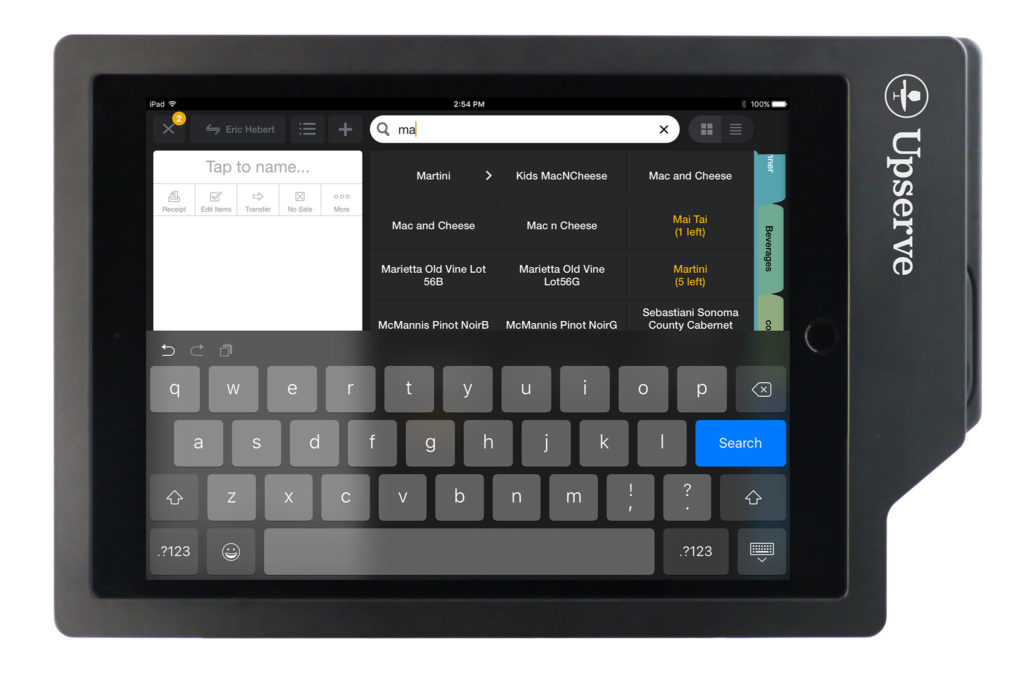 iPad 2:54 PM 100%
2
Eric Hebert
ma
Tap to name...
Receipt Edit Items Transfer No Sale More
Martini Kids MacNCheese Mac and Cheese
Mac and Cheese Mac n Cheese Mai Tai
(1 left)
Marietta Old Vine Lot
56B
Marietta Old Vine
Lot56G
Martini
(5 left)
McMannis Pinot NoirB McMannis Pinot NoirG Sebastiani Sonoma
County Cabernet
nner
Beverages
co
q w e r t y u i o p
a s d f g h j k l Search
z x c v b n m ! , ? .
.?123 .?123
Upserve